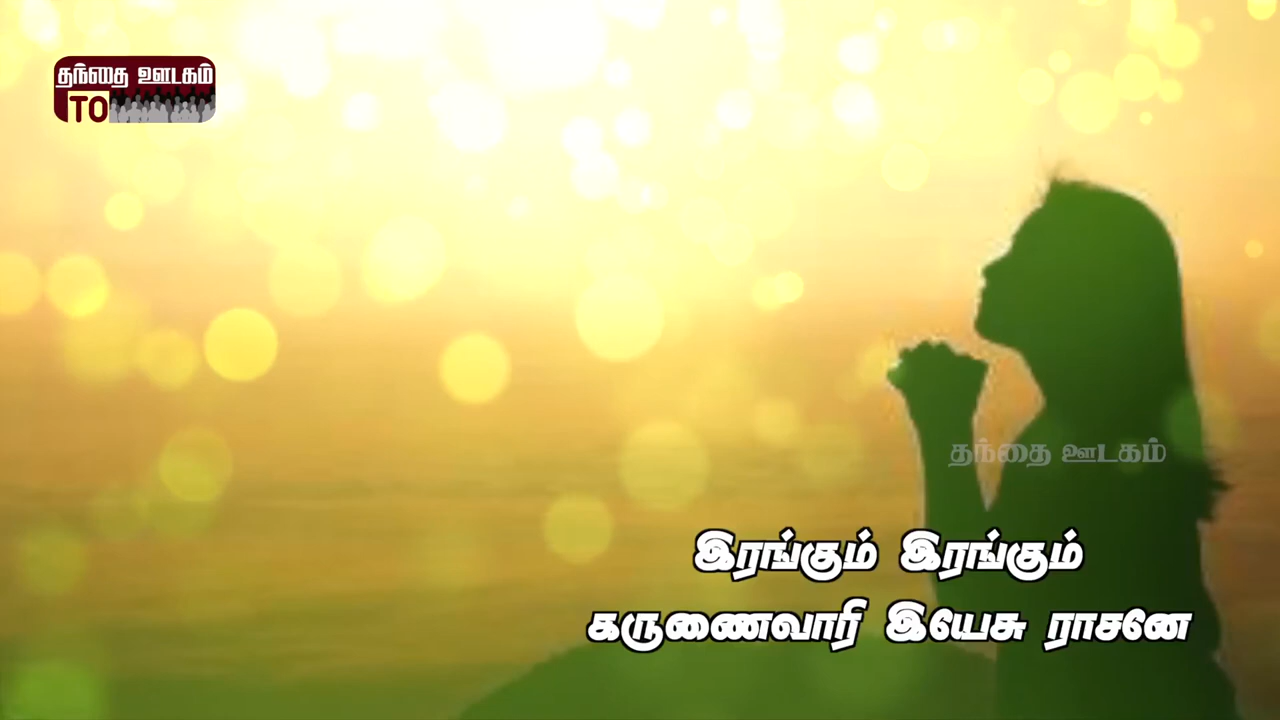 தந்தை ஊடகம்
TO
தந்தை ஊடகம்
இரங்கும் இரங்கும்
கருணைவாரி இயேசு ராசனே